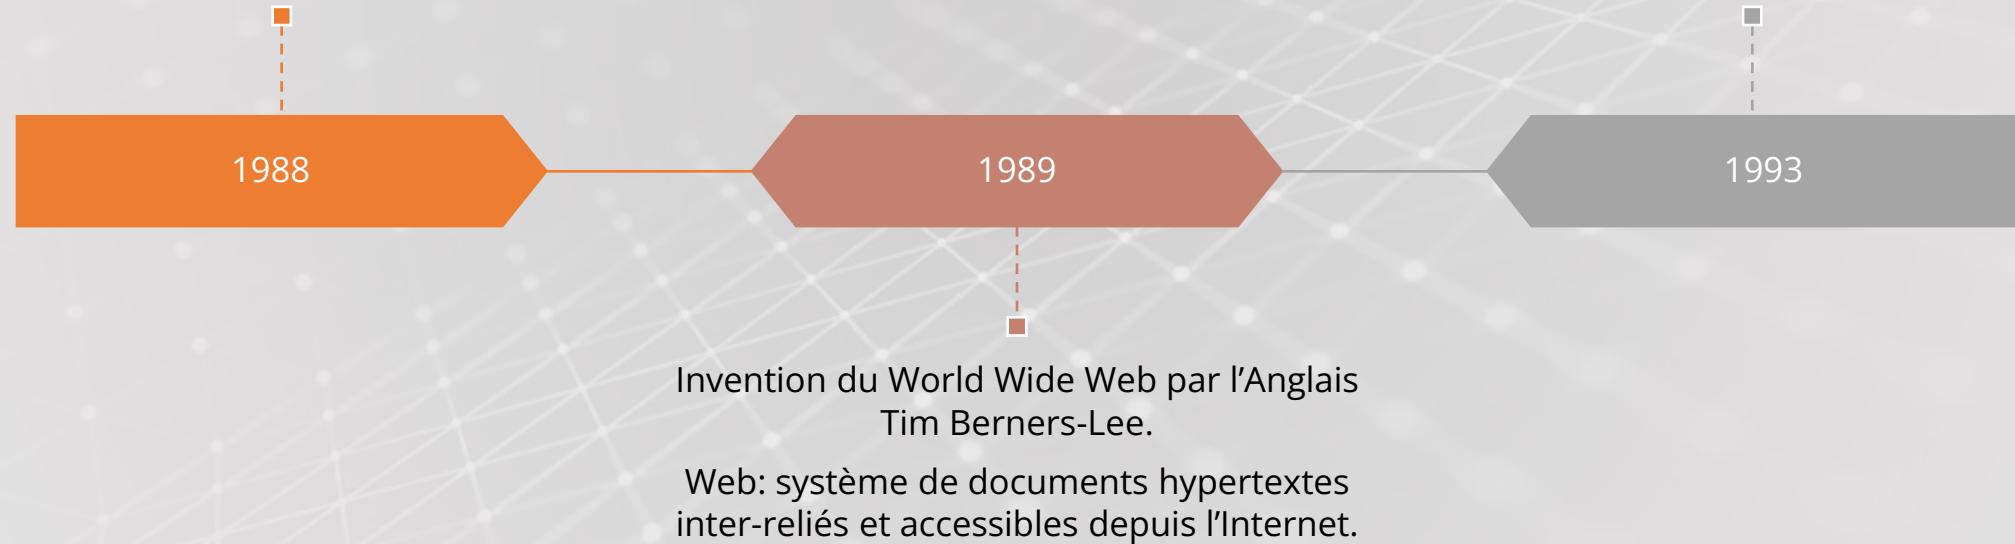 1988
1989
1993
Invention du World Wide Web par l’Anglais
Tim Berners-Lee.
Web: système de documents hypertextes
inter-reliés et accessibles depuis l’Internet.